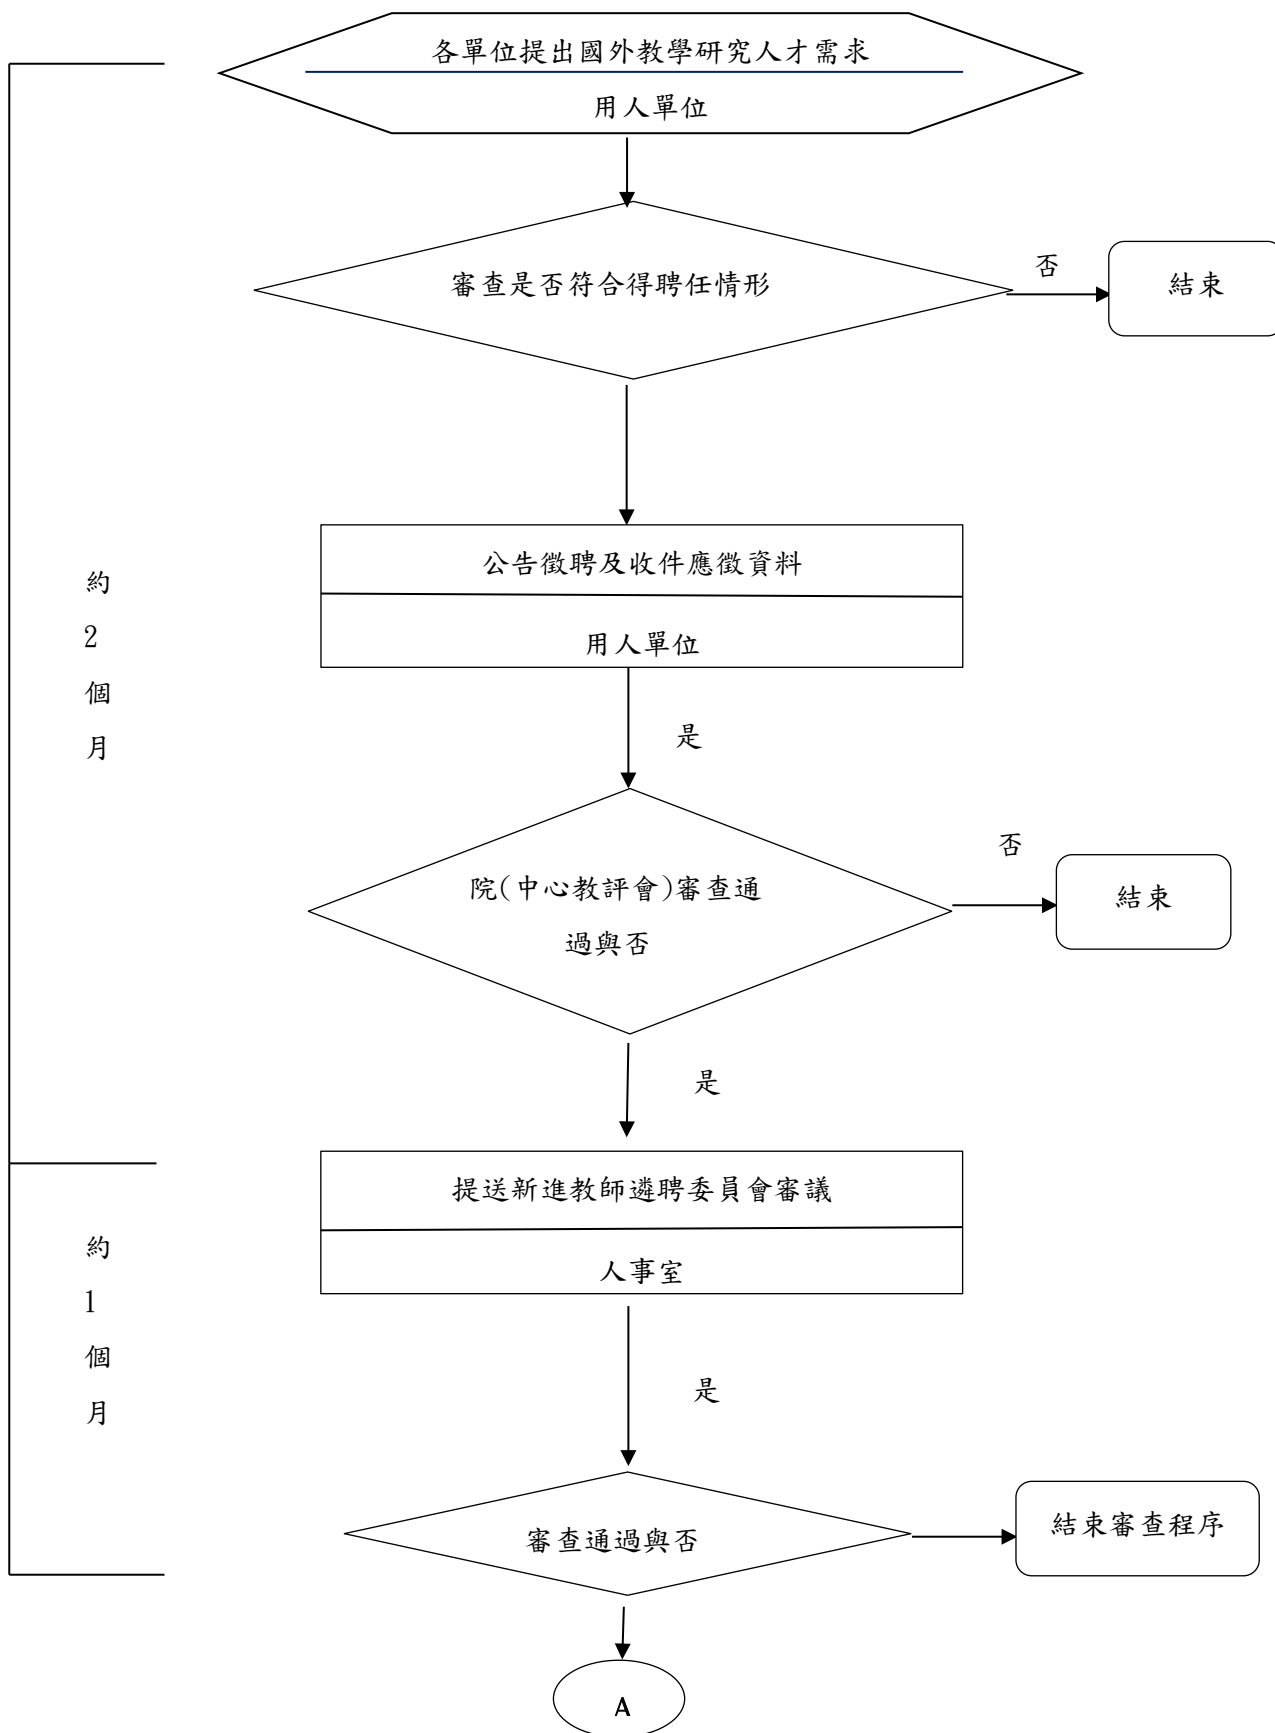 各單位提出國外教學研究人才需求
用人單位
審查是否符合得聘任情形
否
結束
公告徵聘及收件應徵資料
用人單位
是
院(中心教評會)審查通
過與否
否
結束
是
提送新進教師遴聘委員會審議
人事室
是
審查通過與否
結束審查程序
A
約
2
個
月
約
1
個
月